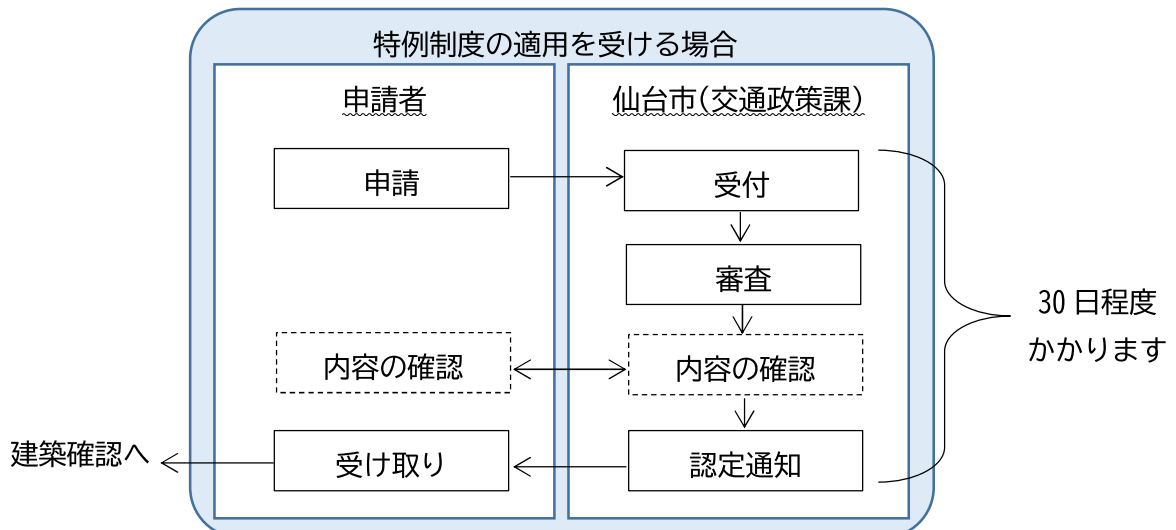 特例制度の適用を受ける場合
申請者
仙台市(交通政策課)
申請
受付
審査
内容の確認
内容の確認
受け取り
認定通知
建築確認へ
30 日程度
かかります